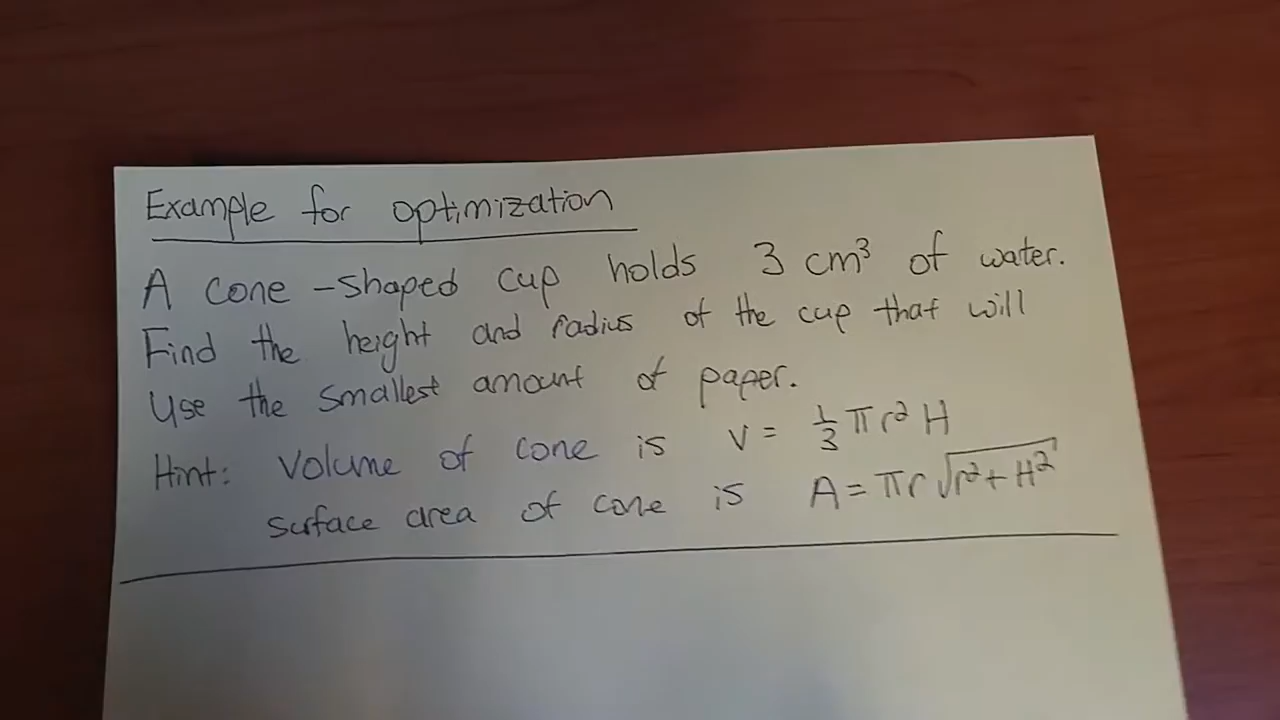 Example for optimization
A cone-shaped cup holds 3 cm³ of water.
Find the height and radius of the cup that will
Use the smallest amount of paper.
Hint: Volume of cone is V = 1/3 πr² H
surface area of cone is A = πr√(r²+H²)